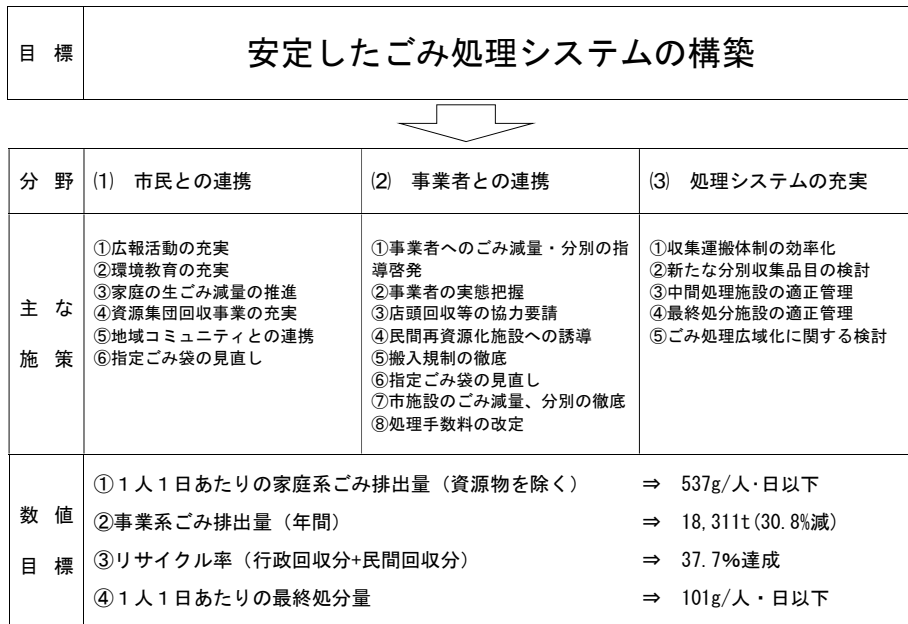 目 標
安定したごみ処理システムの構築
分 野
⑴ 市民との連携
⑵ 事業者との連携
⑶ 処理システムの充実
主 な
施 策
①広報活動の充実
②環境教育の充実
③家庭の生ごみ減量の推進
④資源集団回収事業の充実
⑤地域コミュニティとの連携
⑥指定ごみ袋の見直し
①事業者へのごみ減量・分別の指
導啓発
②事業者の実態把握
③店頭回収等の協力要請
④民間再資源化施設への誘導
⑤搬入規制の徹底
⑥指定ごみ袋の見直し
⑦市施設のごみ減量、分別の徹底
⑧処理手数料の改定
①収集運搬体制の効率化
②新たな分別収集品目の検討
③中間処理施設の適正管理
④最終処分施設の適正管理
⑤ごみ処理広域化に関する検討
数 値
目 標
①１人１日あたりの家庭系ごみ排出量（資源物を除く） ⇒ 537g/人・日以下
②事業系ごみ排出量（年間） ⇒ 18,311t(30.8%減)
③リサイクル率（行政回収分+民間回収分） ⇒ 37.7%達成
④１人１日あたりの最終処分量 ⇒ 101g/人・日以下